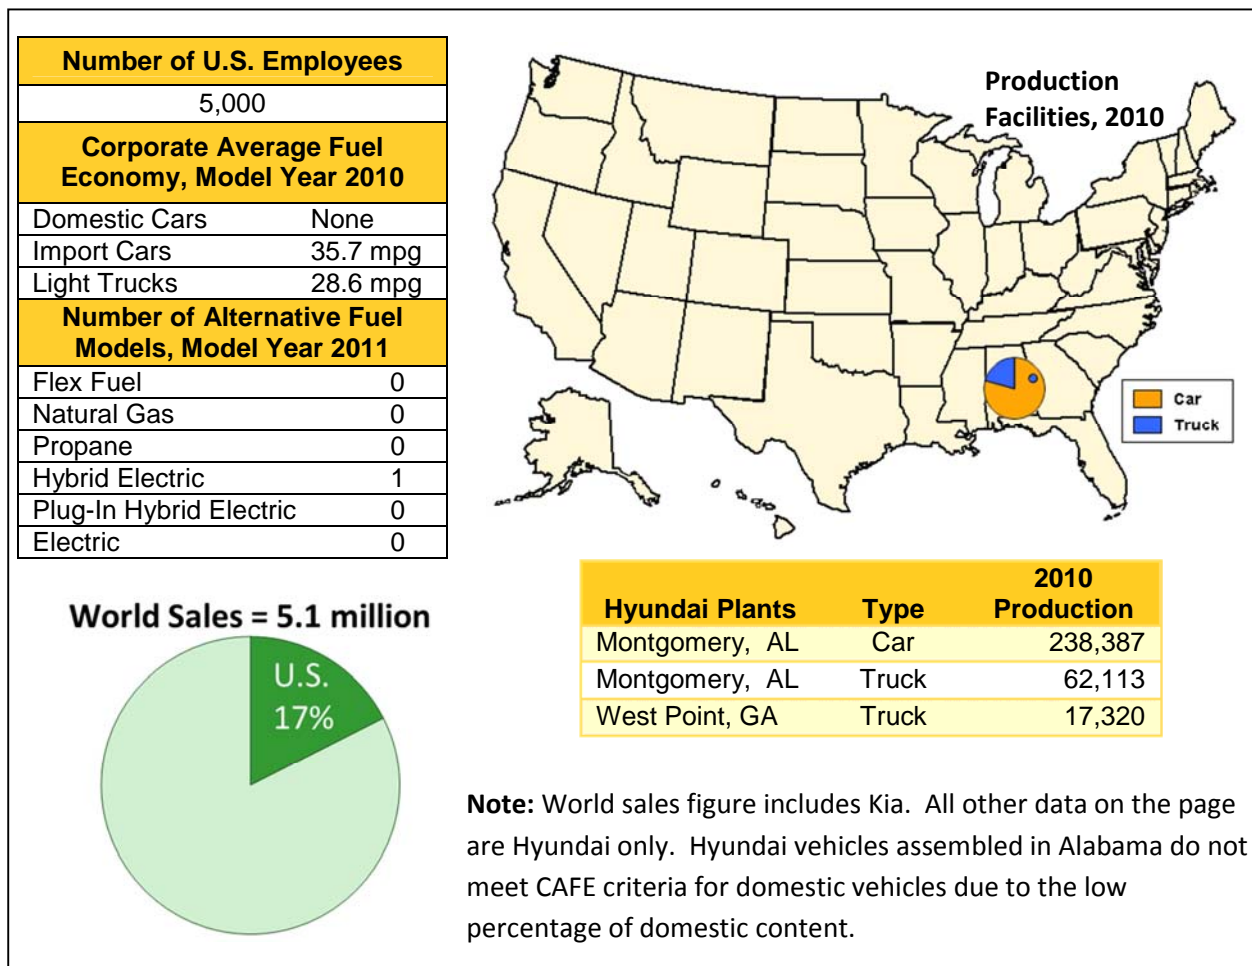 Number of U.S. Employees
5,000
Corporate Average Fuel
Economy, Model Year 2010
Domestic Cars None
Import Cars 35.7 mpg
Light Trucks 28.6 mpg
Number of Alternative Fuel
Models, Model Year 2011
Flex Fuel 0
Natural Gas 0
Propane 0
Hybrid Electric 1
Plug-In Hybrid Electric 0
Electric 0
Production
Facilities, 2010
Car
Truck
World Sales = 5.1 million
U.S.
17%
2010
Hyundai Plants Type Production
Montgomery, AL Car 238,387
Montgomery, AL Truck 62,113
West Point, GA Truck 17,320
Note: World sales figure includes Kia. All other data on the page
are Hyundai only. Hyundai vehicles assembled in Alabama do not
meet CAFE criteria for domestic vehicles due to the low
percentage of domestic content.